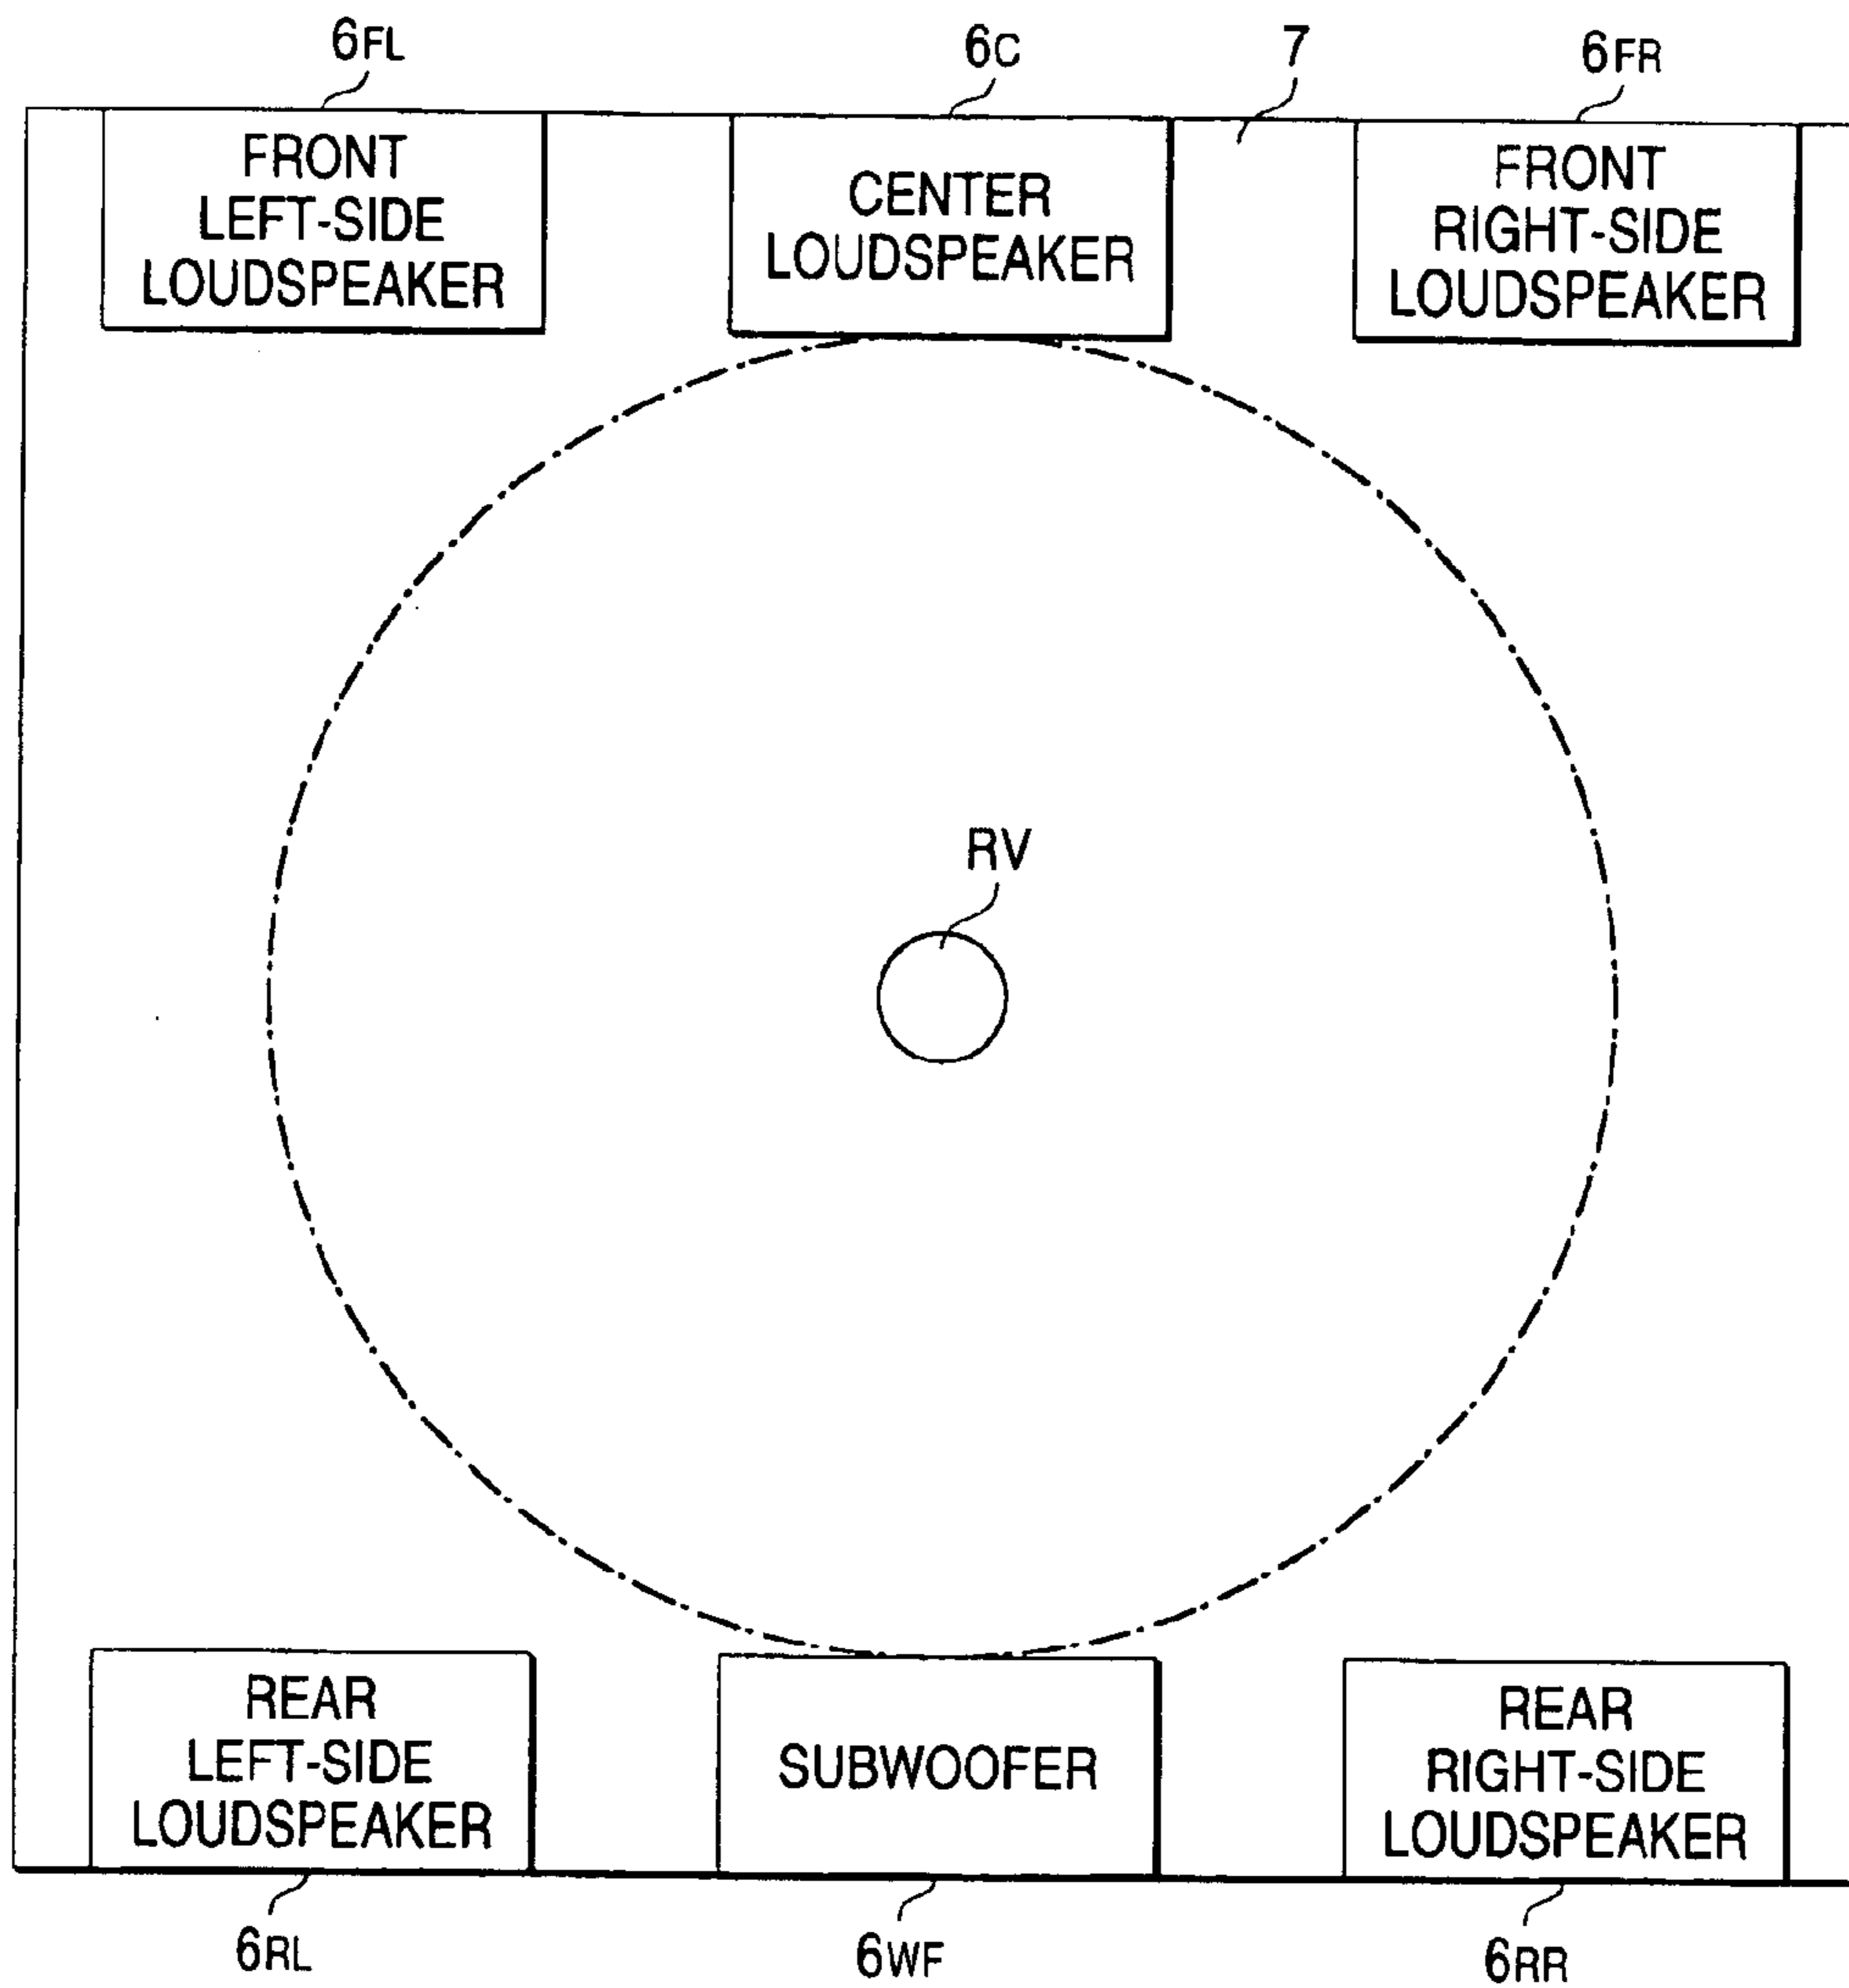 6FL 6C 7 6FR
FRONT
LEFT-SIDE
LOUDSPEAKER
CENTER
LOUDSPEAKER
FRONT
RIGHT-SIDE
LOUDSPEAKER
RV
REAR
LEFT-SIDE
LOUDSPEAKER
SUBWOOFER
REAR
RIGHT-SIDE
LOUDSPEAKER
6RL 6WF 6RR